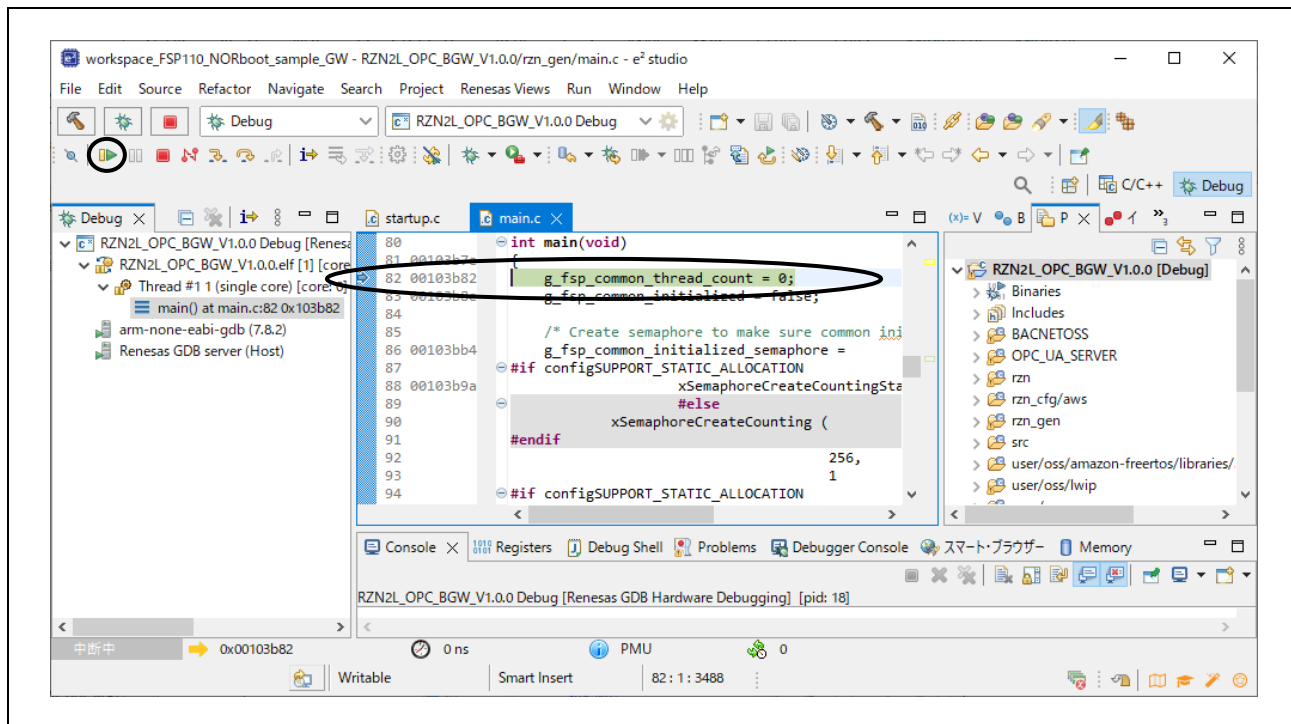 workspace_FSP110_NORboot_sample_GW - RZN2L_OPC_BGW_V1.0.0/rzn_gen/main.c - e² studio
File Edit Source Refactor Navigate Search Project Renesas Views Run Window Help
Debug RZN2L_OPC_BGW_V1.0.0 Debug
C/C++ Debug
Debug startup.c main.c (x)= V B P
RZN2L_OPC_BGW_V1.0.0 Debug [Renesa
RZN2L_OPC_BGW_V1.0.0.elf [1] [core
Thread #1 1 (single core) [core: 0]
main() at main.c:82 0x103b82
arm-none-eabi-gdb (7.8.2)
Renesas GDB server (Host)
80 int main(void)
81 00103b7e {
82 00103b82 g_fsp_common_thread_count = 0;
83 g_fsp_common_initialized = false;
84
85 /* Create semaphore to make sure common ini
86 00103bb4 g_fsp_common_initialized_semaphore =
87 #if configSUPPORT_STATIC_ALLOCATION
88 00103b9a xSemaphoreCreateCountingSta
89 #else
90 xSemaphoreCreateCounting (
91 #endif
92 256,
93 1
94 #if configSUPPORT_STATIC_ALLOCATION
RZN2L_OPC_BGW_V1.0.0 [Debug]
Binaries
Includes
BACNETOSS
OPC_UA_SERVER
rzn
rzn_cfg/aws
rzn_gen
src
user/oss/amazon-freertos/libraries/
user/oss/lwip
Console Registers Debug Shell Problems Debugger Console スマート・ブラウザー Memory
RZN2L_OPC_BGW_V1.0.0 Debug [Renesas GDB Hardware Debugging] [pid: 18]
中断中 0x00103b82 0 ns PMU 0
Writable Smart Insert 82 : 1 : 3488